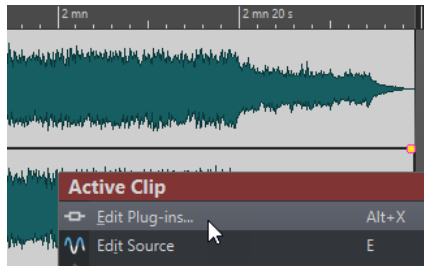 2 mn
2 mn 20 s
Active Clip
Edit Plug-ins... Alt+X
Edit Source E